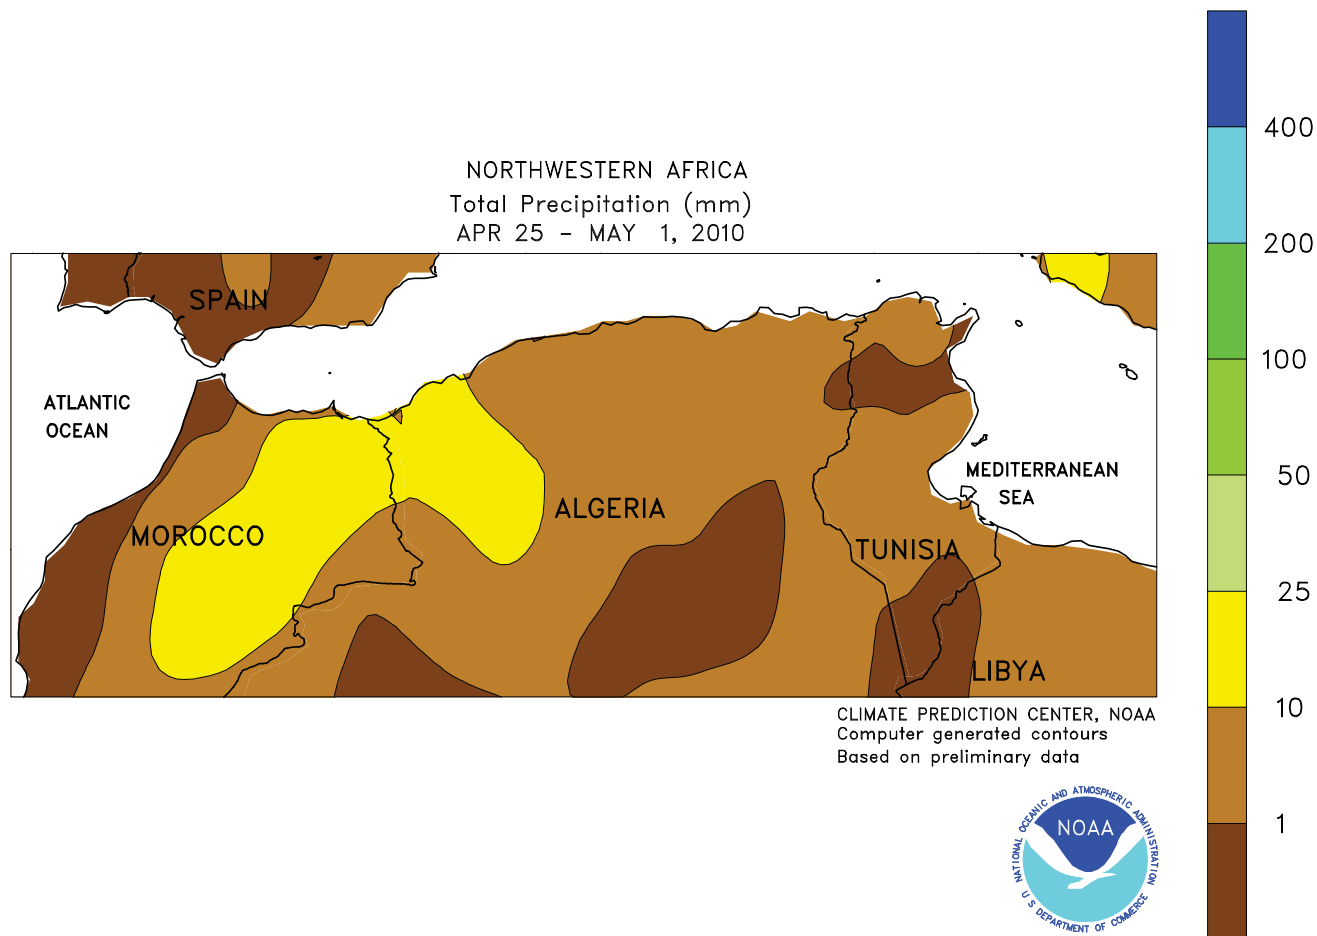 NORTHWESTERN AFRICA
Total Precipitation (mm)
APR 25 - MAY 1, 2010
SPAIN
ATLANTIC
OCEAN
MOROCCO
ALGERIA
TUNISIA
LIBYA
MEDITERRANEAN
SEA
400
200
100
50
25
10
1
CLIMATE PREDICTION CENTER, NOAA
Computer generated contours
Based on preliminary data
NATIONAL OCEANIC AND ATMOSPHERIC ADMINISTRATION
NOAA
U S DEPARTMENT OF COMMERCE